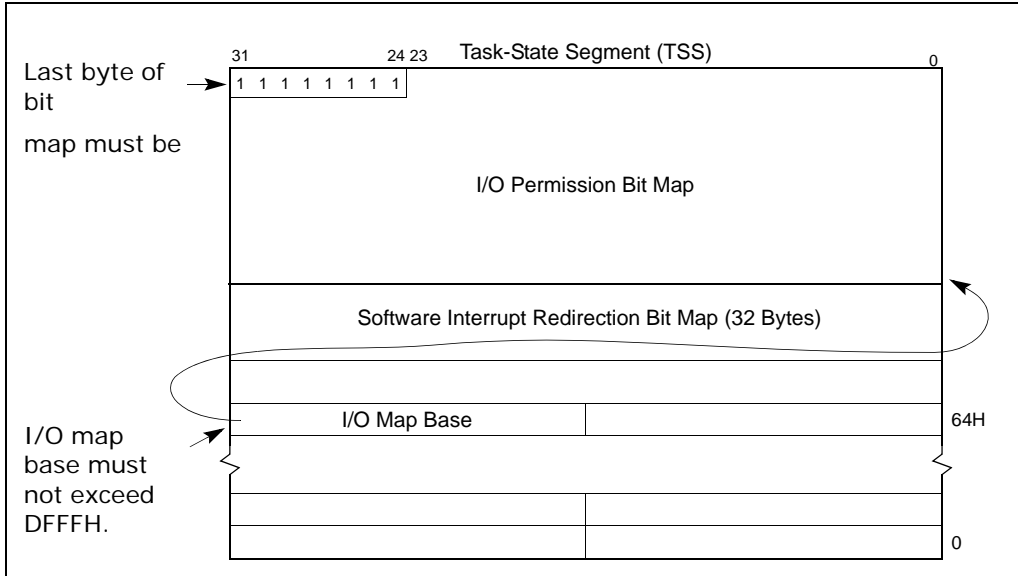 Task-State Segment (TSS)
31 24 23 0
Last byte of
bit
map must be
1 1 1 1 1 1 1 1
I/O Permission Bit Map
Software Interrupt Redirection Bit Map (32 Bytes)
I/O Map Base
64H
I/O map
base must
not exceed
DFFFH.
0